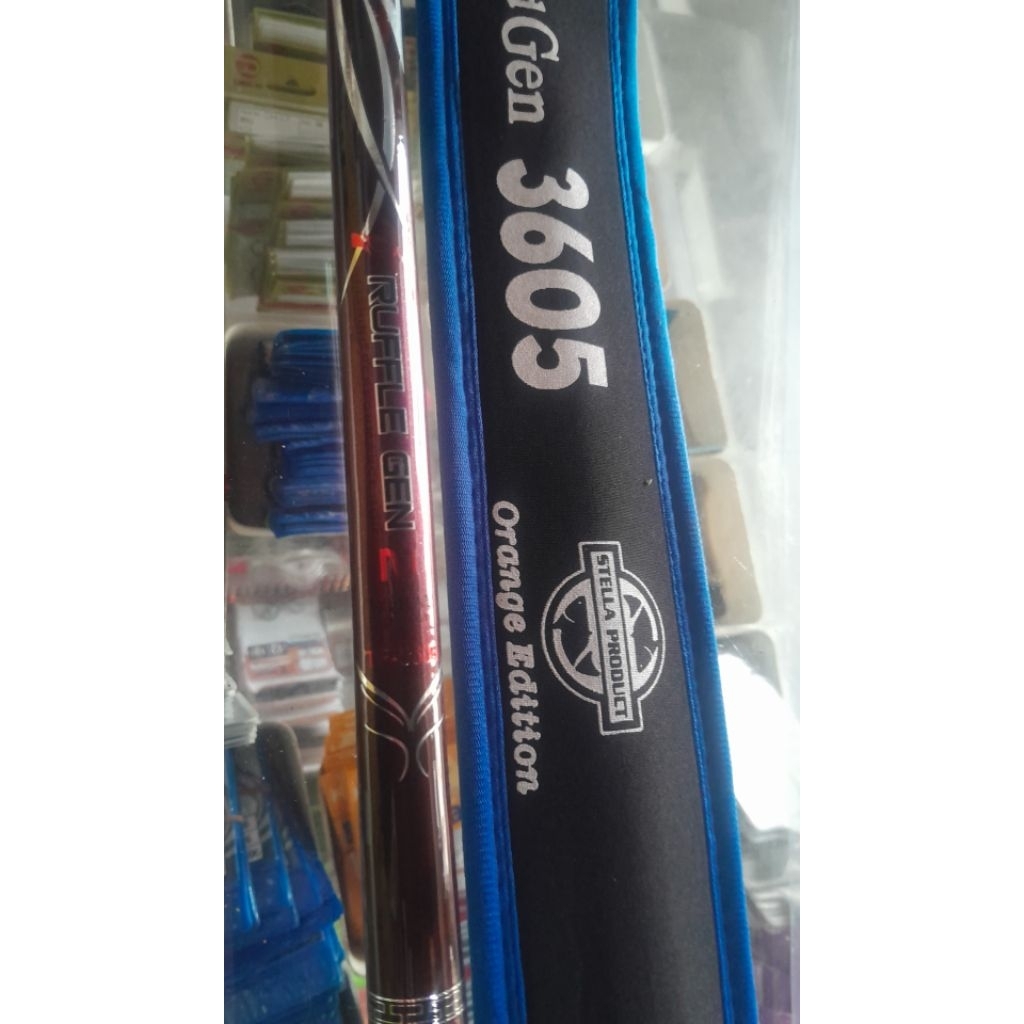 RUFFLE GEN
Gen 3605
Orange Edition
STELLA PRODUCT